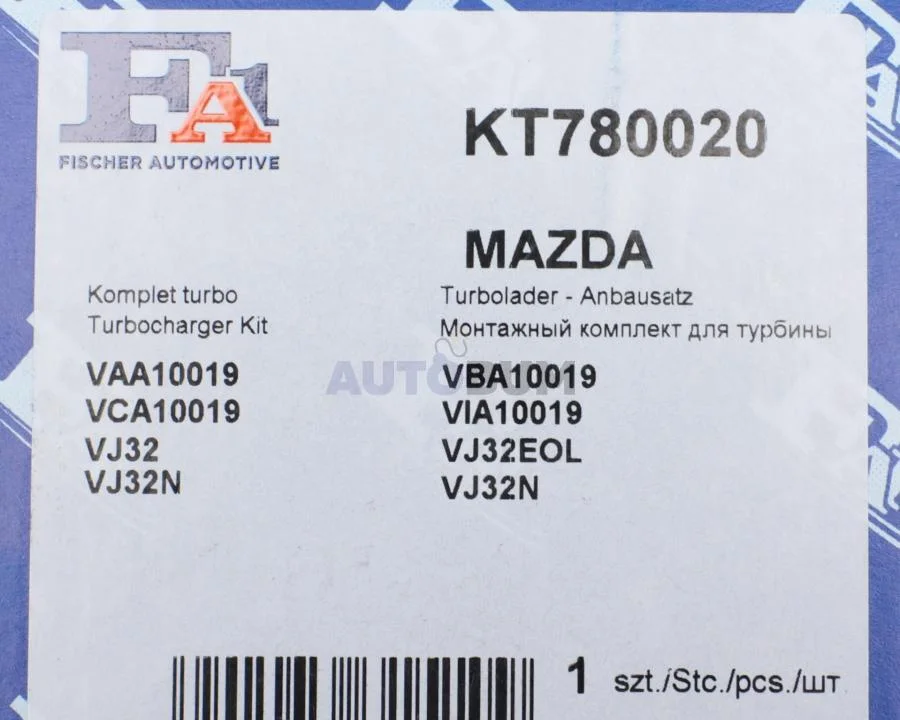 FA1
FISCHER AUTOMOTIVE
KT780020
MAZDA
Komplet turbo
Turbocharger Kit
Turbolader - Anbausatz
Монтажный комплект для турбины
VAA10019
VBA10019
VCA10019
VIA10019
VJ32
VJ32EOL
VJ32N
VJ32N
AUTOBUM
1 szt./Stc./pcs./шт